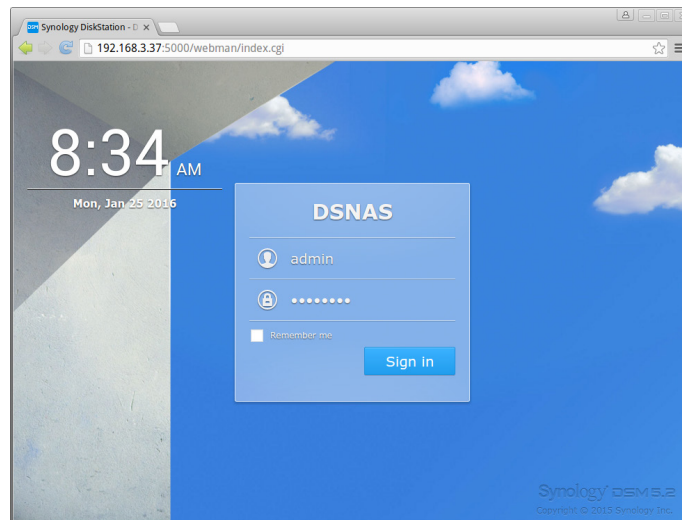 DSM Synology DiskStation - D
192.168.3.37:5000/webman/index.cgi
8:34 AM
Mon, Jan 25 2016
DSNAS
admin
••••••••
Remember me
Sign in
Synology DSM 5.2
Copyright © 2015 Synology Inc.